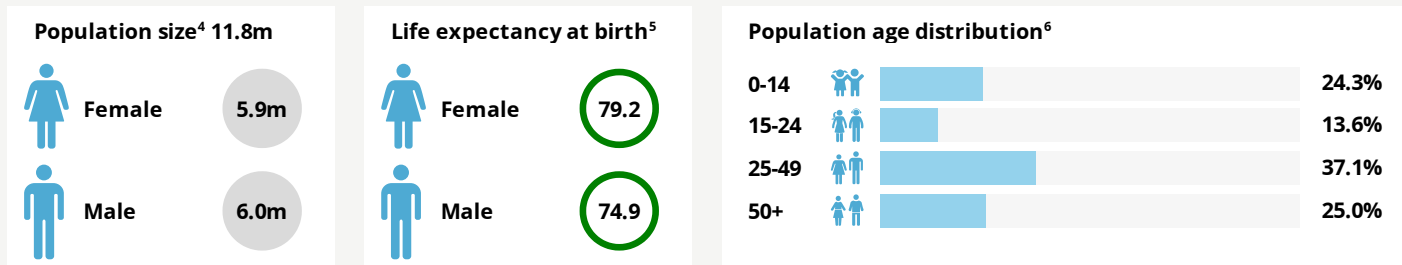 Population size⁴ 11.8m
Female 5.9m
Male 6.0m
Life expectancy at birth⁵
Female 79.2
Male 74.9
Population age distribution⁶
0-14 24.3%
15-24 13.6%
25-49 37.1%
50+ 25.0%